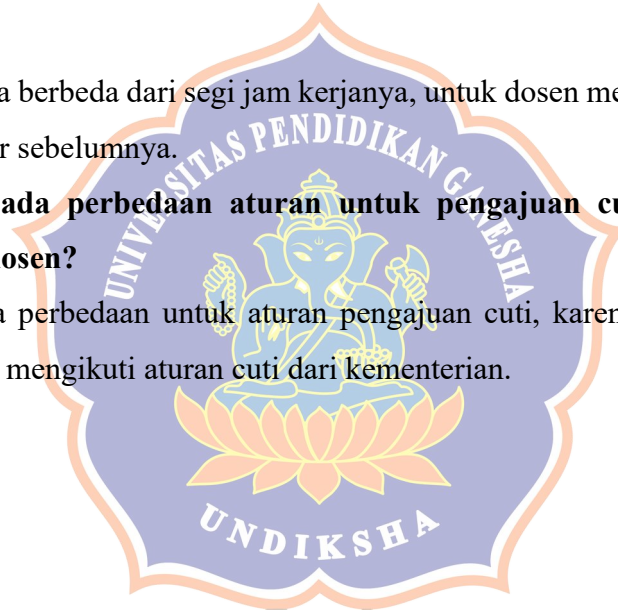 a berbeda dari segi jam kerjanya, untuk dosen me
r sebelumnya.
ada perbedaan aturan untuk pengajuan cu
dosen?
a perbedaan untuk aturan pengajuan cuti, karen
mengikuti aturan cuti dari kementerian.
UNIVERSITAS PENDIDIKAN GANESHA
UNDIKSHA